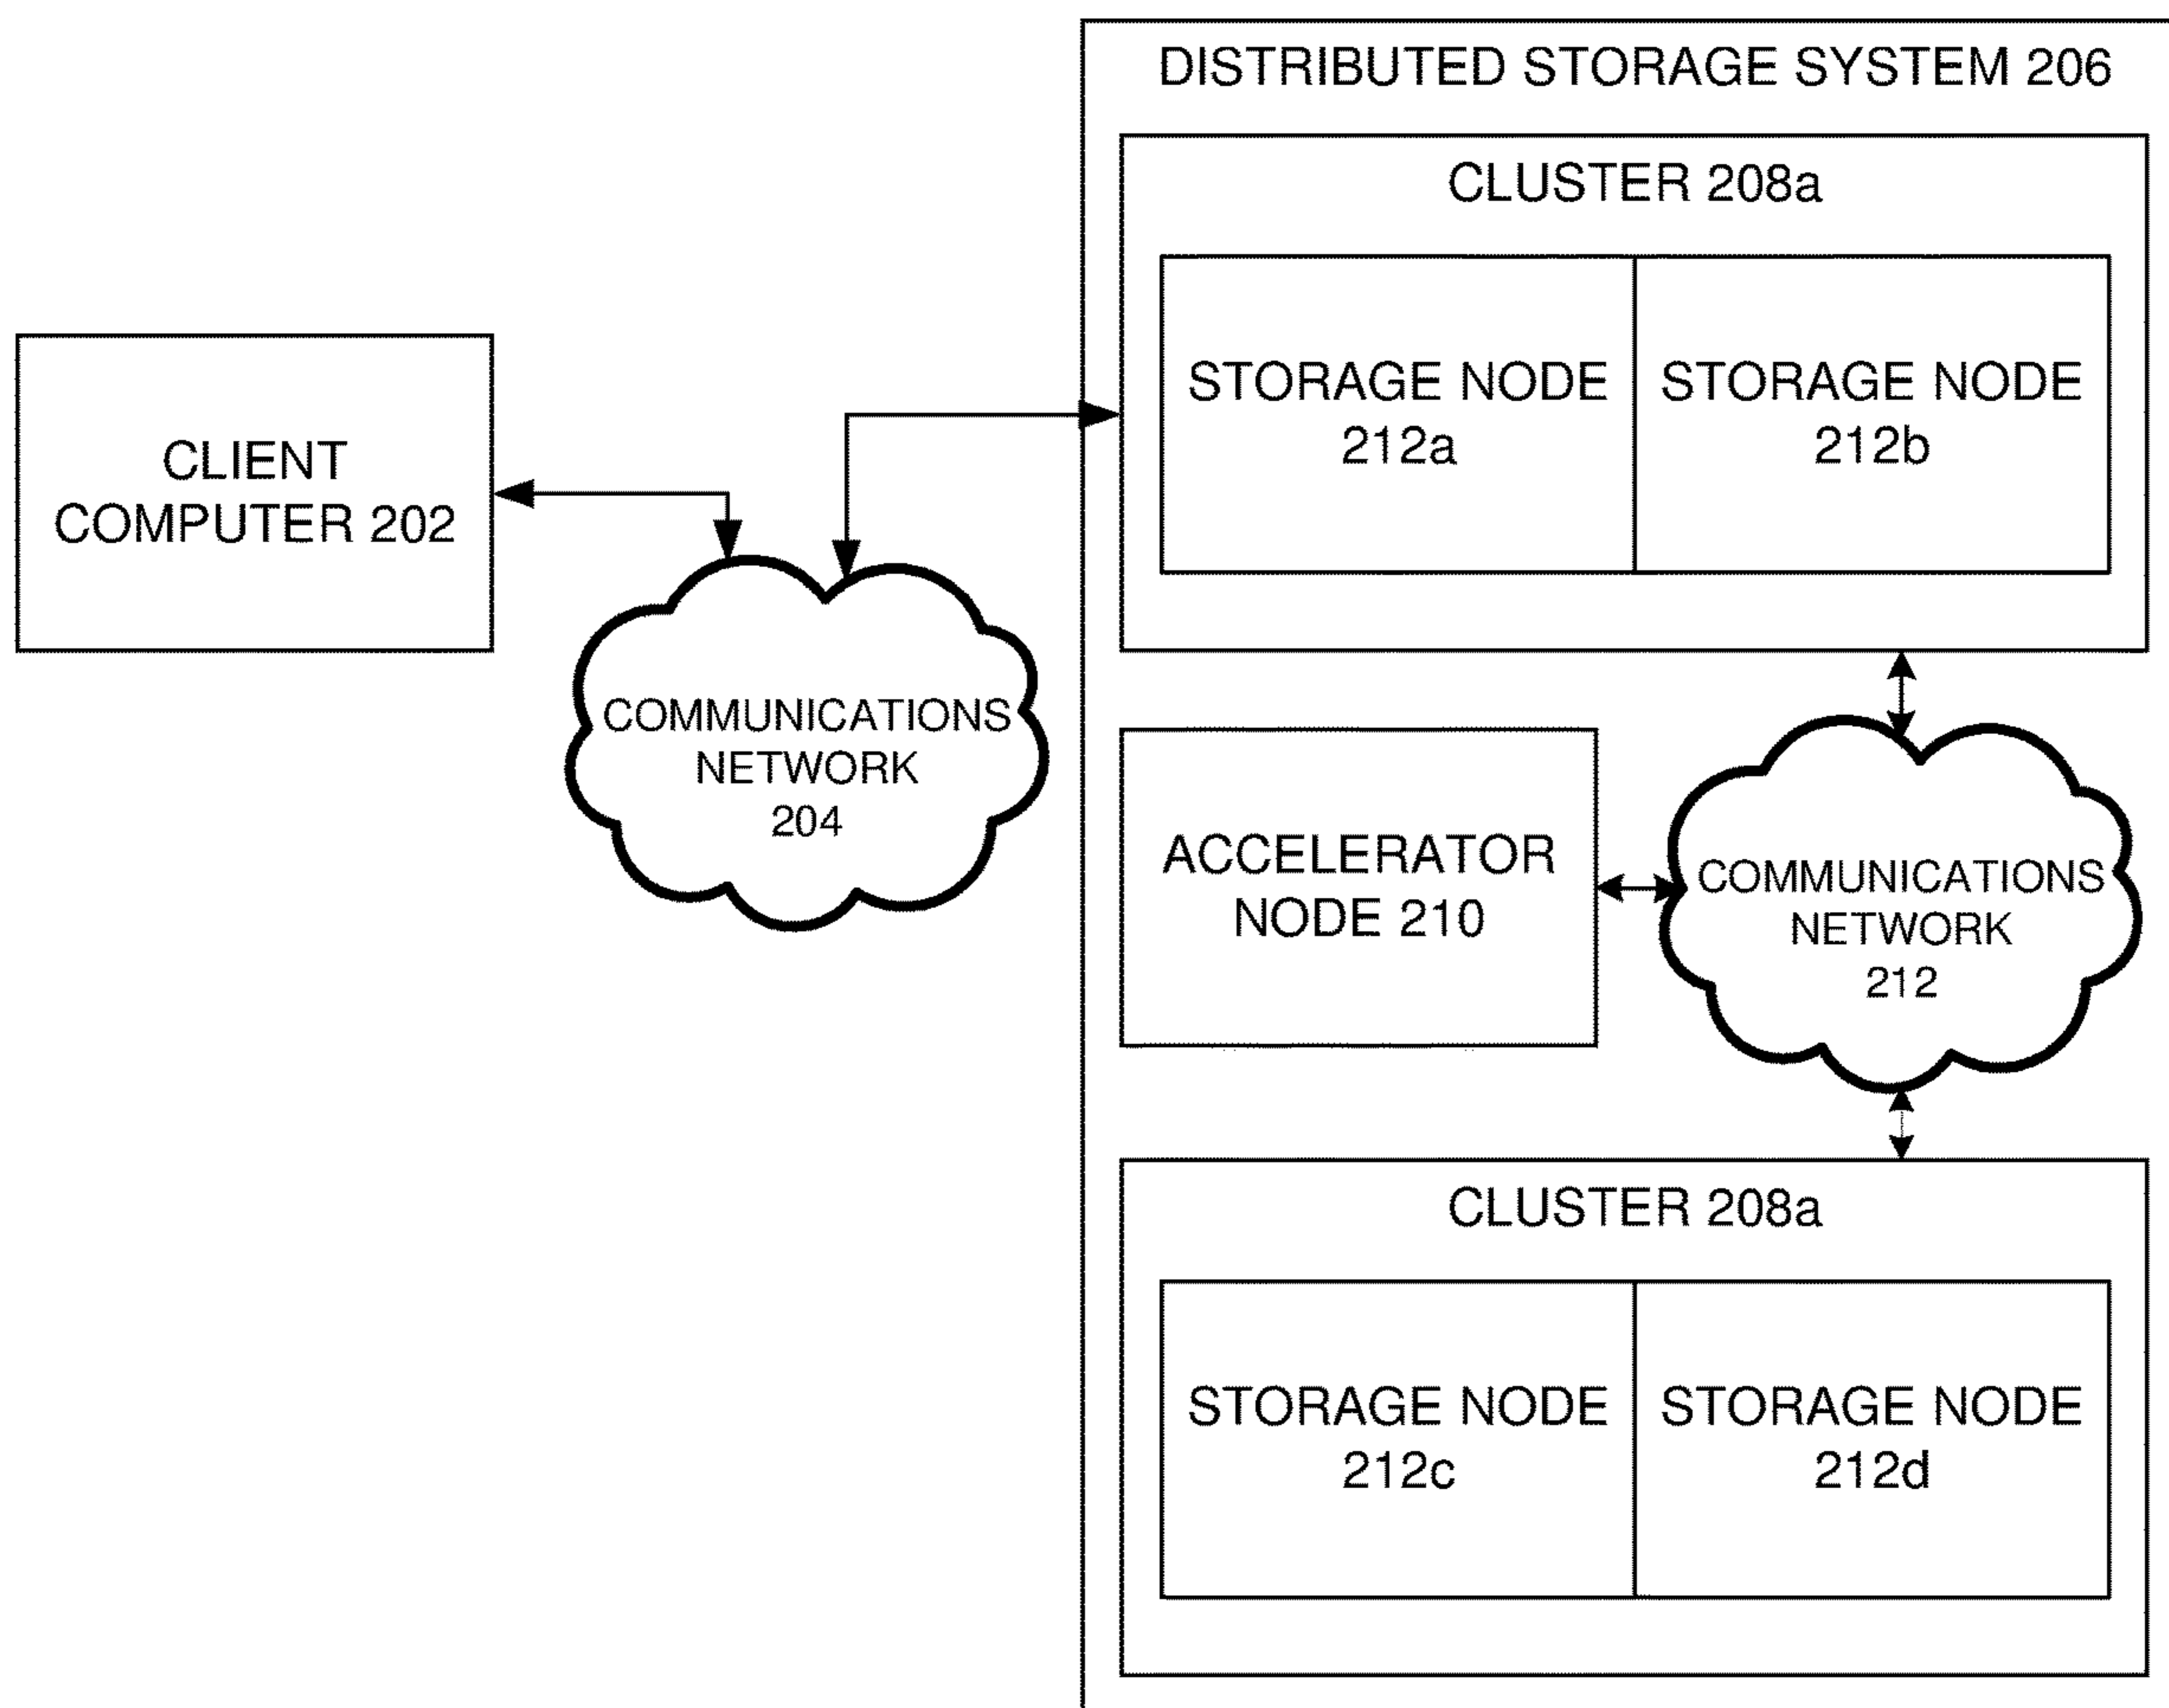 DISTRIBUTED STORAGE SYSTEM 206
CLUSTER 208a
STORAGE NODE
212a
STORAGE NODE
212b
CLIENT
COMPUTER 202
COMMUNICATIONS
NETWORK
204
ACCELERATOR
NODE 210
COMMUNICATIONS
NETWORK
212
CLUSTER 208a
STORAGE NODE
212c
STORAGE NODE
212d